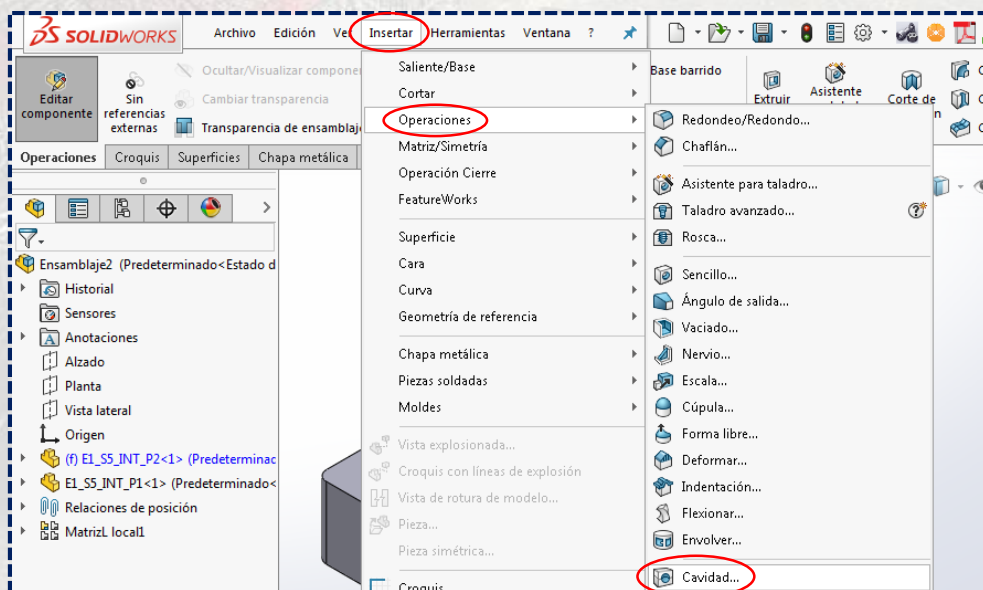 SOLIDWORKS
Archivo Edición Ve Insertar Herramientas Ventana ?
Editar componente
Sin referencias externas
Ocultar/Visualizar compone
Cambiar transparencia
Transparencia de ensamblaj
Base barrido
Extruir
Asistente
Corte de
Operaciones Croquis Superficies Chapa metálica
Ensamblaje2 (Predeterminado<Estado d
Historial
Sensores
Anotaciones
Alzado
Planta
Vista lateral
Origen
(f) E1_S5_INT_P2<1> (Predeterminac
E1_S5_INT_P1<1> (Predeterminado<
Relaciones de posición
MatrizL local1
Saliente/Base
Cortar
Operaciones
Matriz/Simetría
Operación Cierre
FeatureWorks
Superficie
Cara
Curva
Geometría de referencia
Chapa metálica
Piezas soldadas
Moldes
Vista explosionada...
Croquis con líneas de explosión
Vista de rotura de modelo...
Pieza...
Pieza simétrica...
Croquis
Redondeo/Redondo...
Chaflán...
Asistente para taladro...
Taladro avanzado...
Rosca...
Sencillo...
Ángulo de salida...
Vaciado...
Nervio...
Escala...
Cúpula...
Forma libre...
Deformar...
Indentación...
Flexionar...
Envolver...
Cavidad...